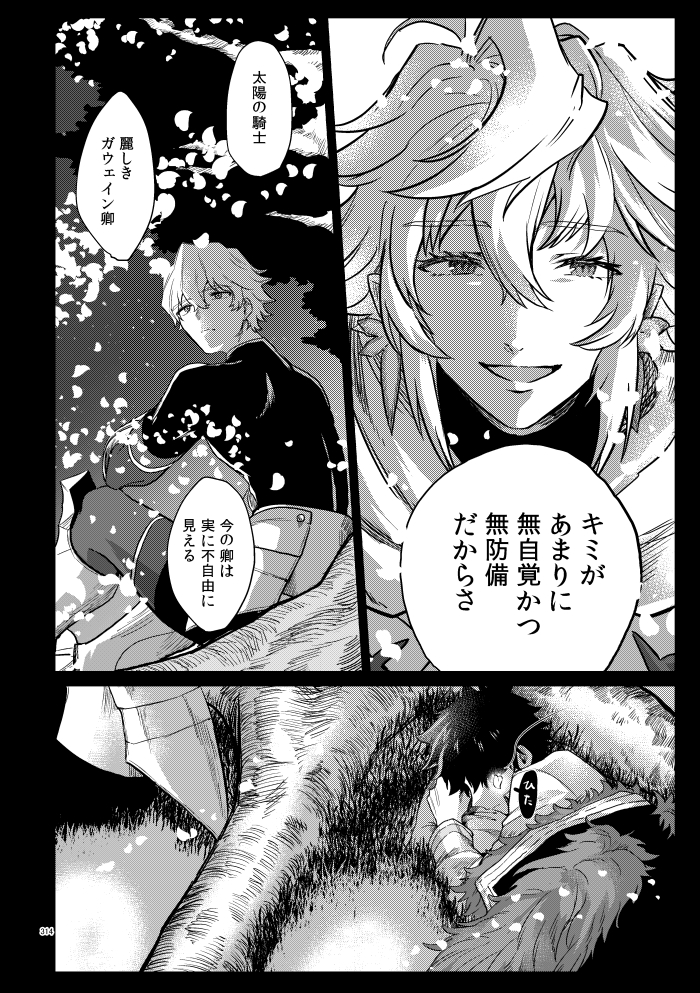 キミが
あまりに
無自覚かつ
無防備
だからさ
太陽の騎士
麗しき
ガウェイン卿
今の卿は
実に不自由に
見える
ひた
314